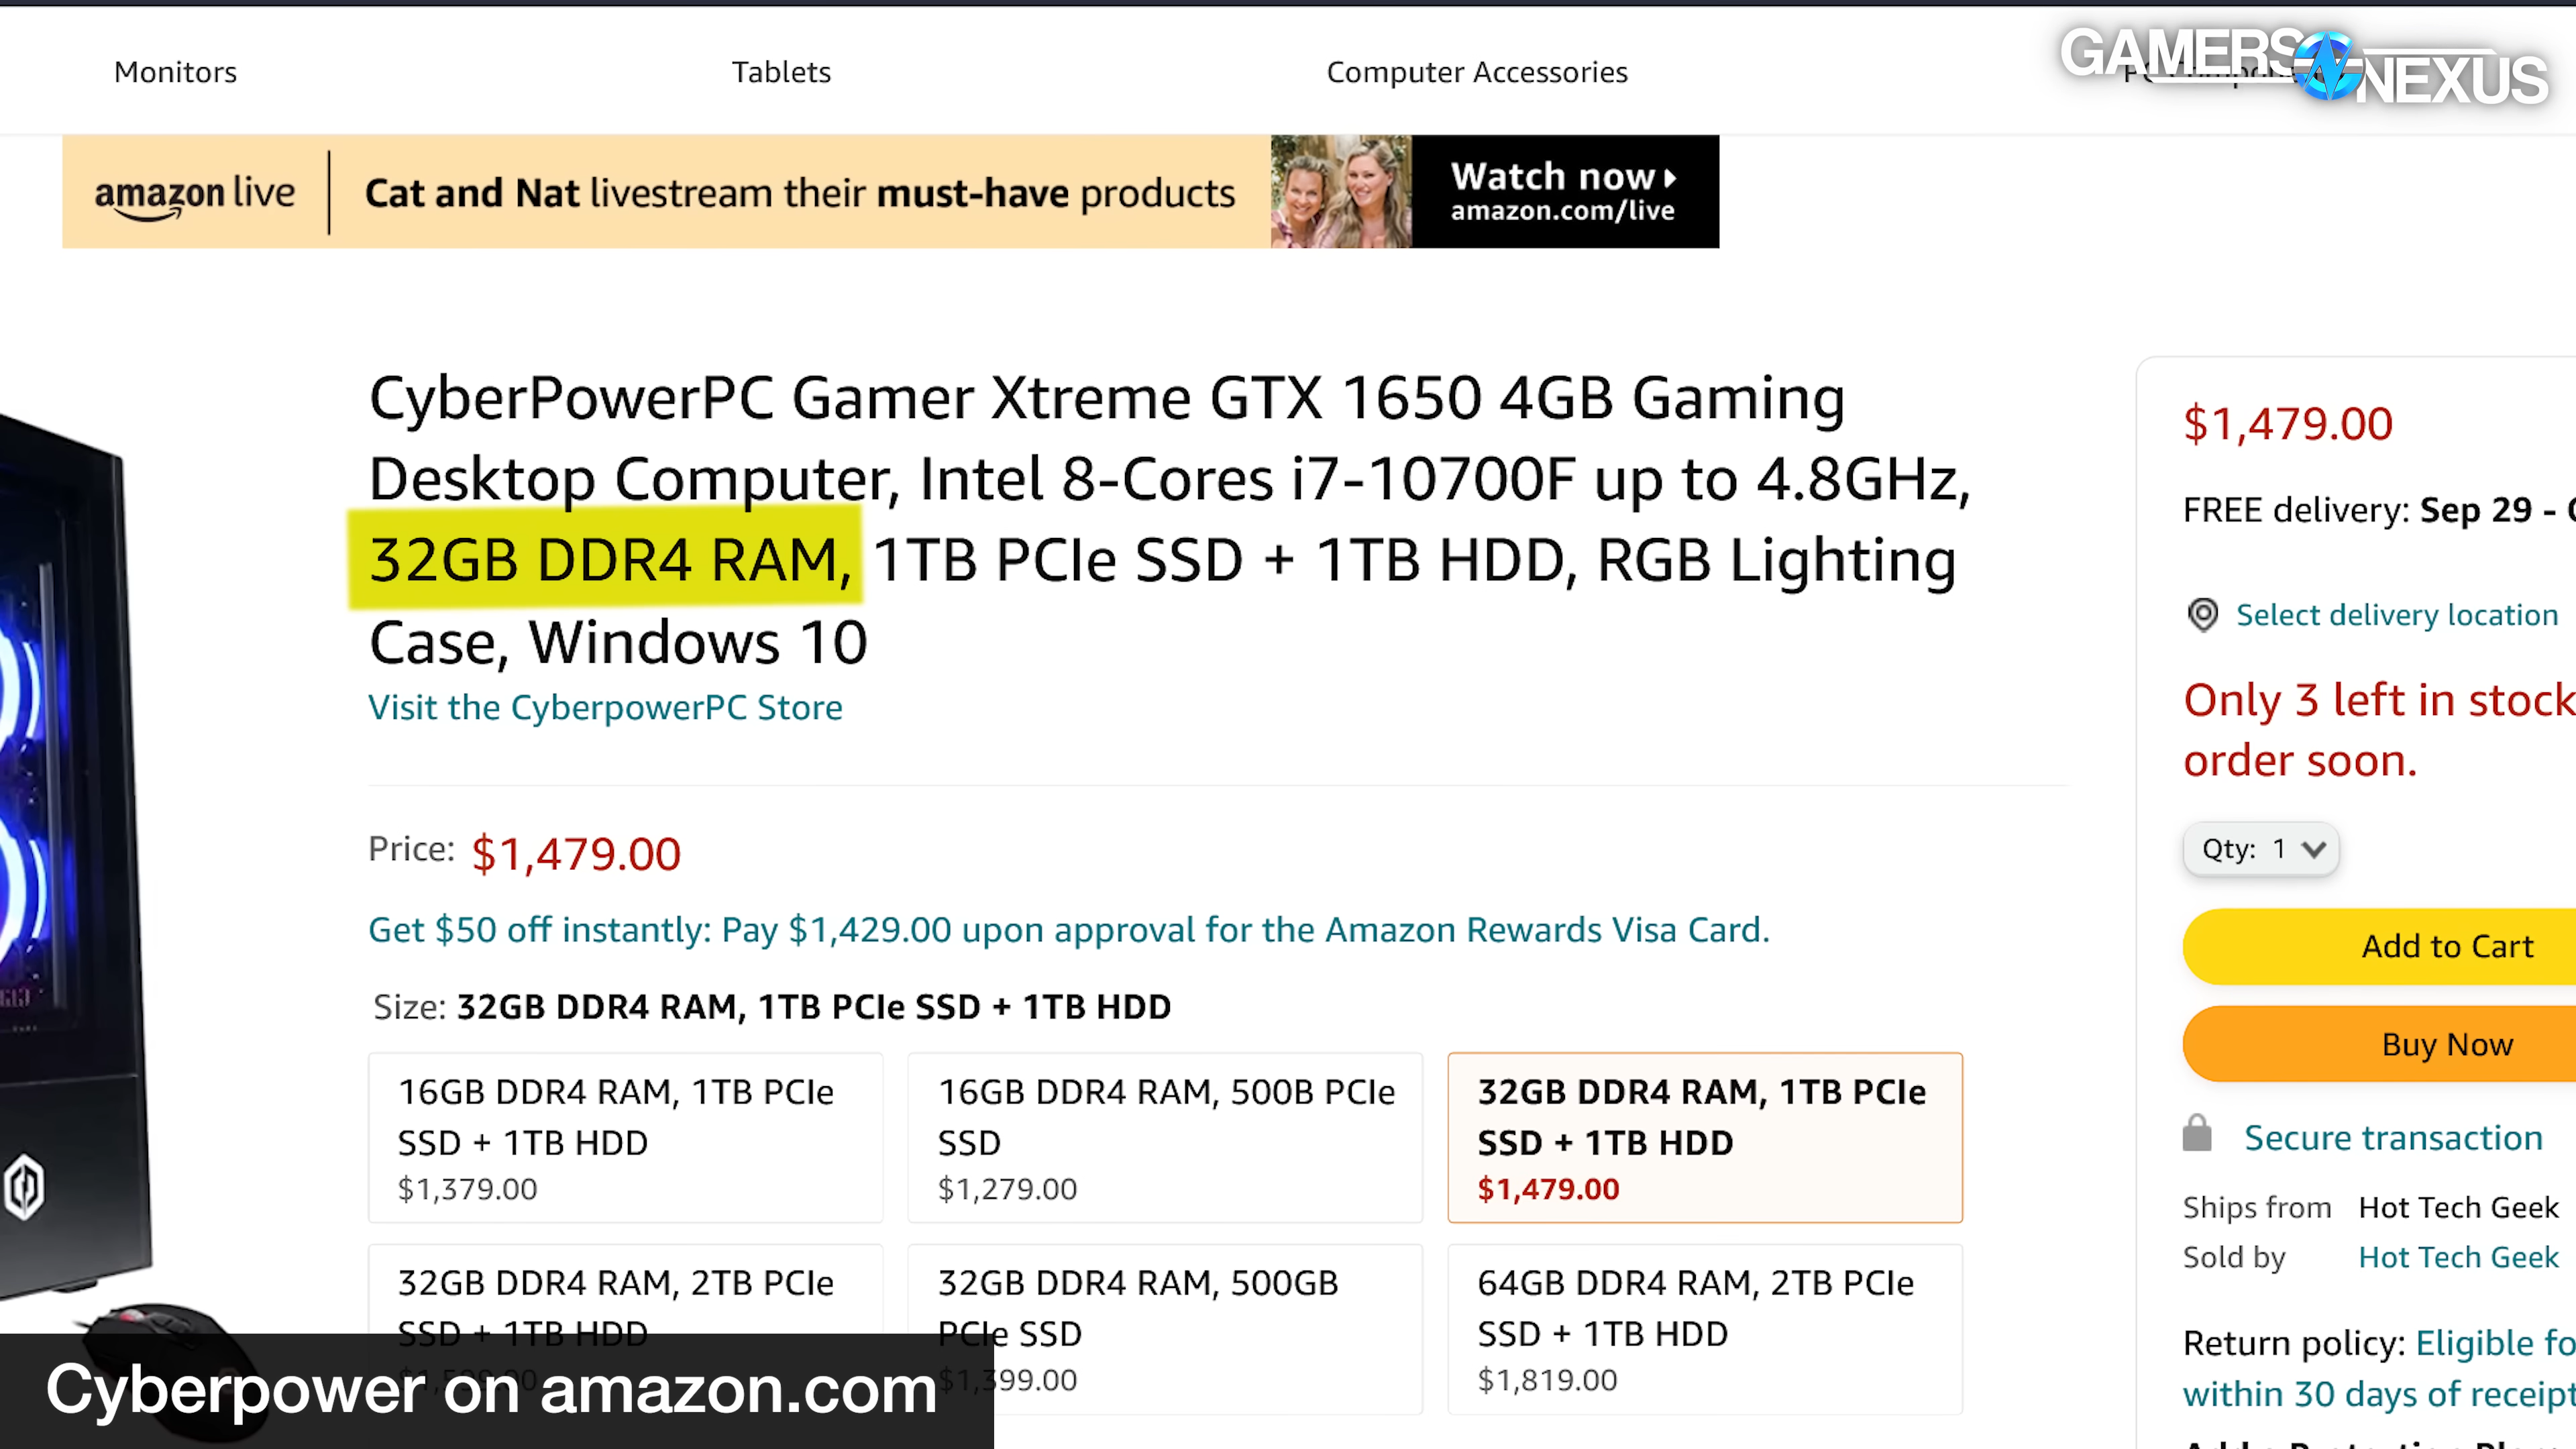 Monitors
Tablets
Computer Accessories
GAMERS NEXUS
amazon live
Cat and Nat livestream their must-have products
Watch now
amazon.com/live
CyberPowerPC Gamer Xtreme GTX 1650 4GB Gaming
Desktop Computer, Intel 8-Cores i7-10700F up to 4.8GHz,
32GB DDR4 RAM, 1TB PCIe SSD + 1TB HDD, RGB Lighting
Case, Windows 10
Visit the CyberpowerPC Store
Price: $1,479.00
Get $50 off instantly: Pay $1,429.00 upon approval for the Amazon Rewards Visa Card.
Size: 32GB DDR4 RAM, 1TB PCIe SSD + 1TB HDD
16GB DDR4 RAM, 1TB PCIe
SSD + 1TB HDD
$1,379.00
16GB DDR4 RAM, 500B PCIe
SSD
$1,279.00
32GB DDR4 RAM, 1TB PCIe
SSD + 1TB HDD
$1,479.00
32GB DDR4 RAM, 2TB PCIe
SSD + 1TB HDD
32GB DDR4 RAM, 500GB
PCIe SSD
$1,399.00
64GB DDR4 RAM, 2TB PCIe
SSD + 1TB HDD
$1,819.00
$1,479.00
FREE delivery: Sep 29 -
Select delivery location
Only 3 left in stock
order soon.
Qty: 1
Add to Cart
Buy Now
Secure transaction
Ships from Hot Tech Geek
Sold by Hot Tech Geek
Return policy: Eligible fo
within 30 days of receipt
Cyberpower on amazon.com